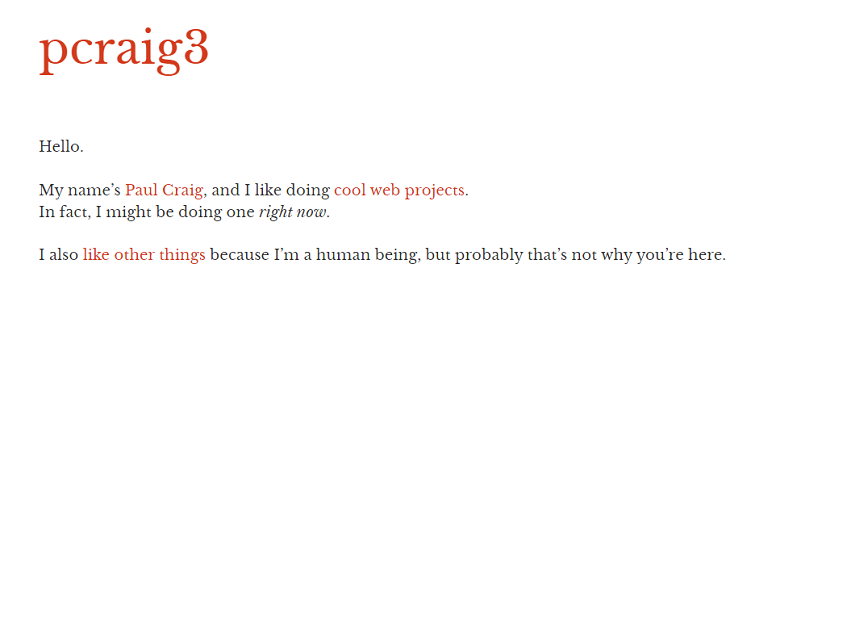 pcraig3
Hello.
My name’s Paul Craig, and I like doing cool web projects.
In fact, I might be doing one right now.
I also like other things because I’m a human being, but probably that’s not why you’re here.